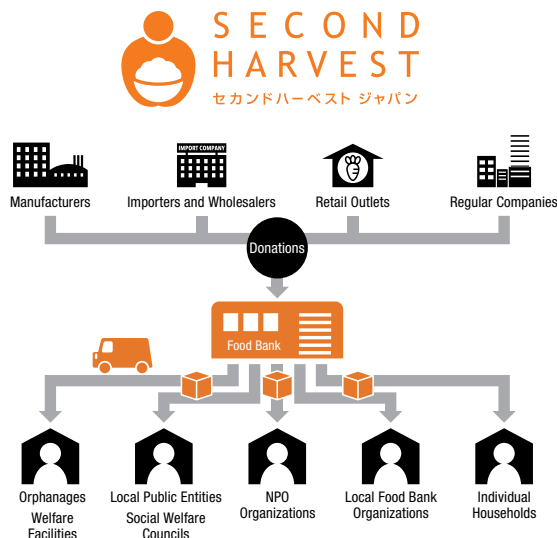 SECOND
HARVEST
セカンドハーベスト ジャパン
IMPORT COMPANY
Manufacturers
Importers and Wholesalers
Retail Outlets
Regular Companies
Donations
Food Bank
Orphanages
Welfare
Facilities
Local Public Entities
Social Welfare
Councils
NPO
Organizations
Local Food Bank
Organizations
Individual
Households